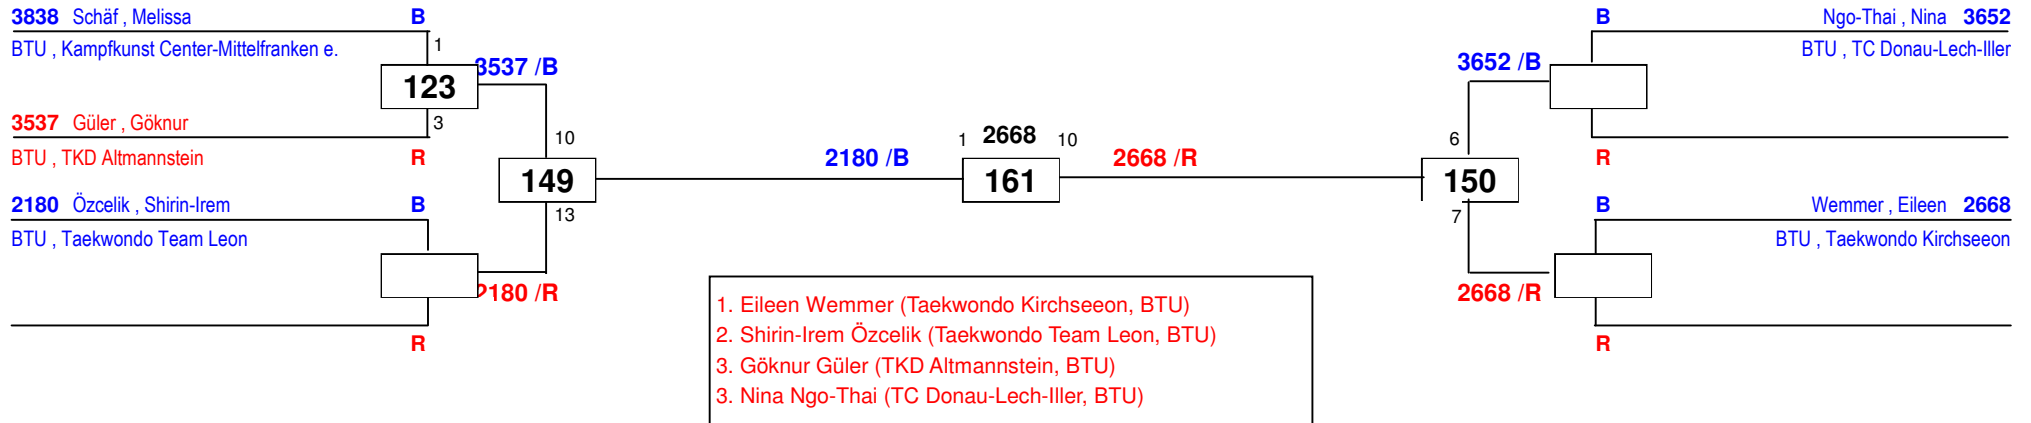 3838 Schäf , Melissa B
BTU , Kampfkunst Center-Mittelfranken e.
1
123
3537 /B
3537 Güler , Göknur
3
BTU , TKD Altmannstein R
10
149
13
2180 Özcelik , Shirin-Irem B
BTU , Taekwondo Team Leon
2180 /R
R
2180 /B
1 2668 10
161
2668 /R
B Ngo-Thai , Nina 3652
BTU , TC Donau-Lech-Iller
3652 /B
R
6
150
7
B Wemmer , Eileen 2668
BTU , Taekwondo Kirchseeon
2668 /R
R
1. Eileen Wemmer (Taekwondo Kirchseeon, BTU)
2. Shirin-Irem Özcelik (Taekwondo Team Leon, BTU)
3. Göknur Güler (TKD Altmannstein, BTU)
3. Nina Ngo-Thai (TC Donau-Lech-Iller, BTU)